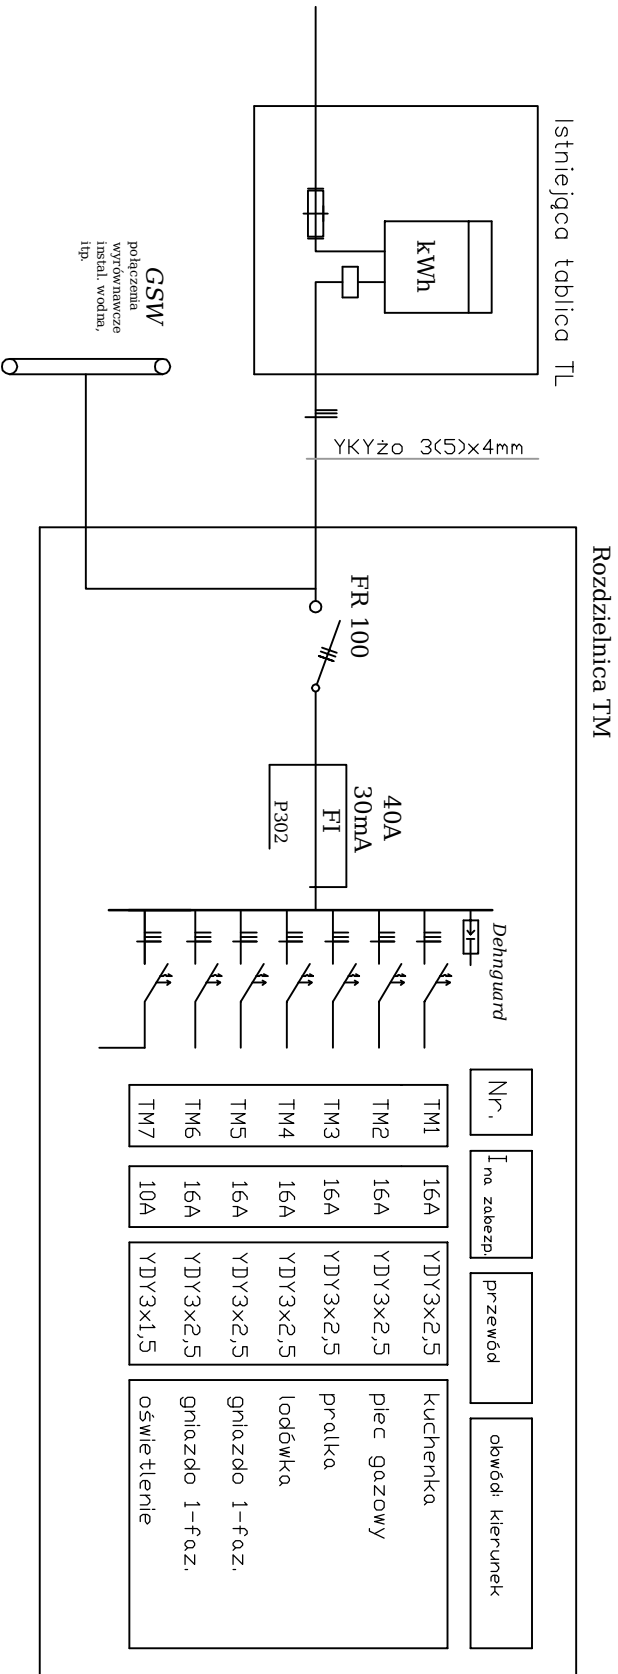 Istniejąca tablica TL
kWh
GSW
połączenia
wyrównawcze
instal. wodna,
itp.
YKYżo 3(5)x4mm
Rozdzielnica TM
FR 100
40A
30mA
FI
P302
Dehnguard
Nr. I na zabezp. przewód obwód: kierunek
TM1 16A YDY3x2,5 kuchenka
TM2 16A YDY3x2,5 piec gazowy
TM3 16A YDY3x2,5 pralka
TM4 16A YDY3x2,5 lodówka
TM5 16A YDY3x2,5 gniazdo 1-faz.
TM6 16A YDY3x2,5 gniazdo 1-faz.
TM7 10A YDY3x1,5 oświetlenie